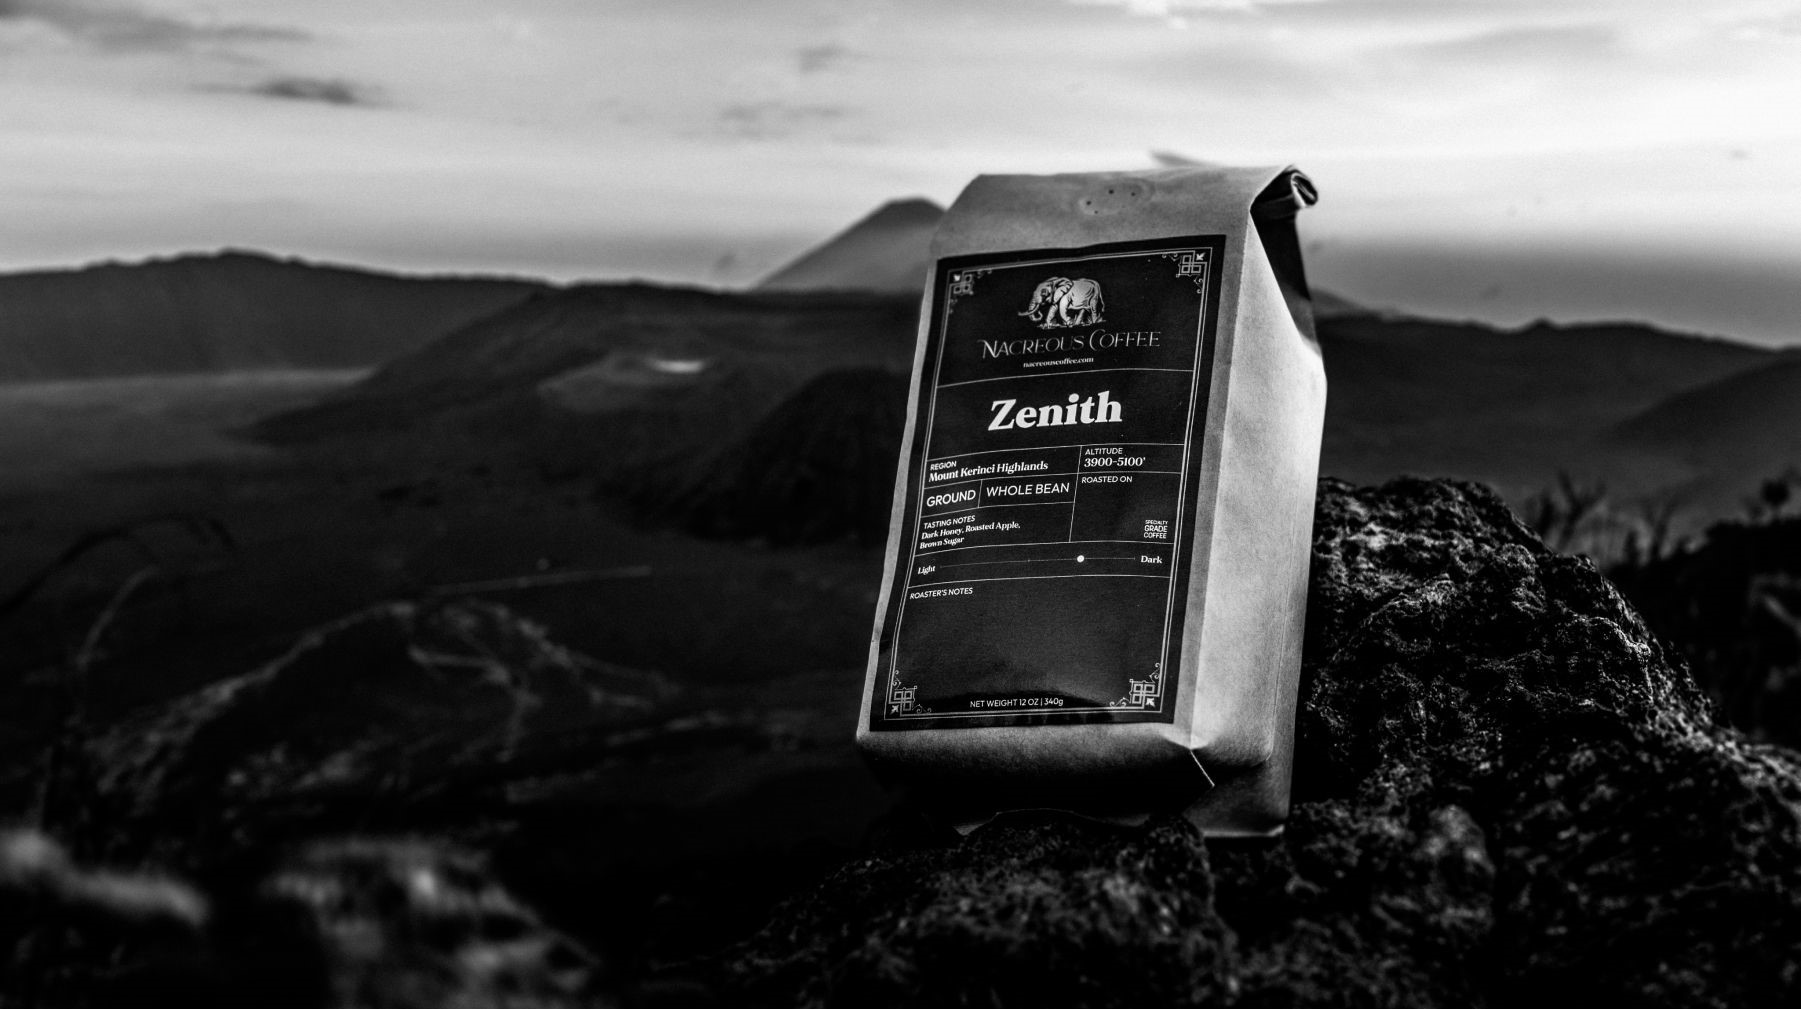 NACREOUS COFFEE
nacreouscoffee.com
Zenith
REGION
Mount Kerinci Highlands
ALTITUDE
3900-5100'
GROUND
WHOLE BEAN
ROASTED ON
TASTING NOTES
Dark Honey, Roasted Apple,
Brown Sugar
SPECIALTY
GRADE
COFFEE
Light
Dark
ROASTER'S NOTES
NET WEIGHT 12 OZ | 340g